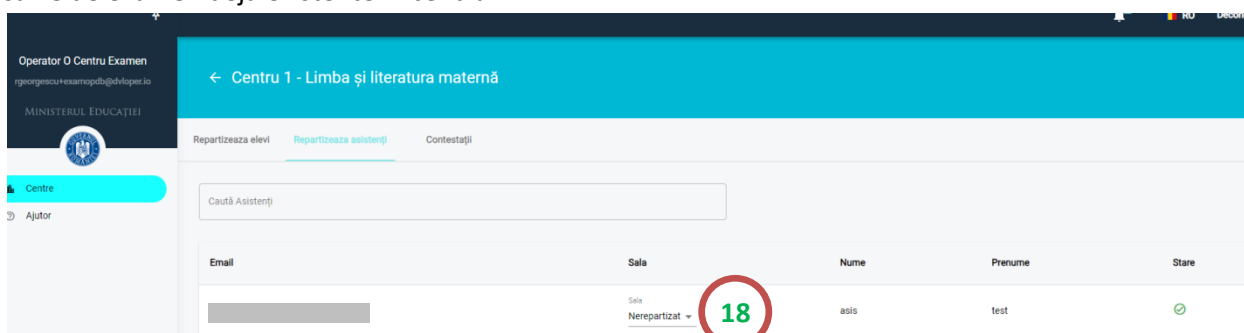 RO Decon
Operator O Centru Examen
rgeorgescu+examopdb@dvloper.io
MINISTERUL EDUCAȚIEI
Centre
Ajutor
← Centru 1 - Limba și literatura maternă
Repartizeaza elevi Repartizeaza asistenți Contestații
Caută Asistenți
Email Sala Nume Prenume Stare
Sala
Nerepartizat 18 asis test